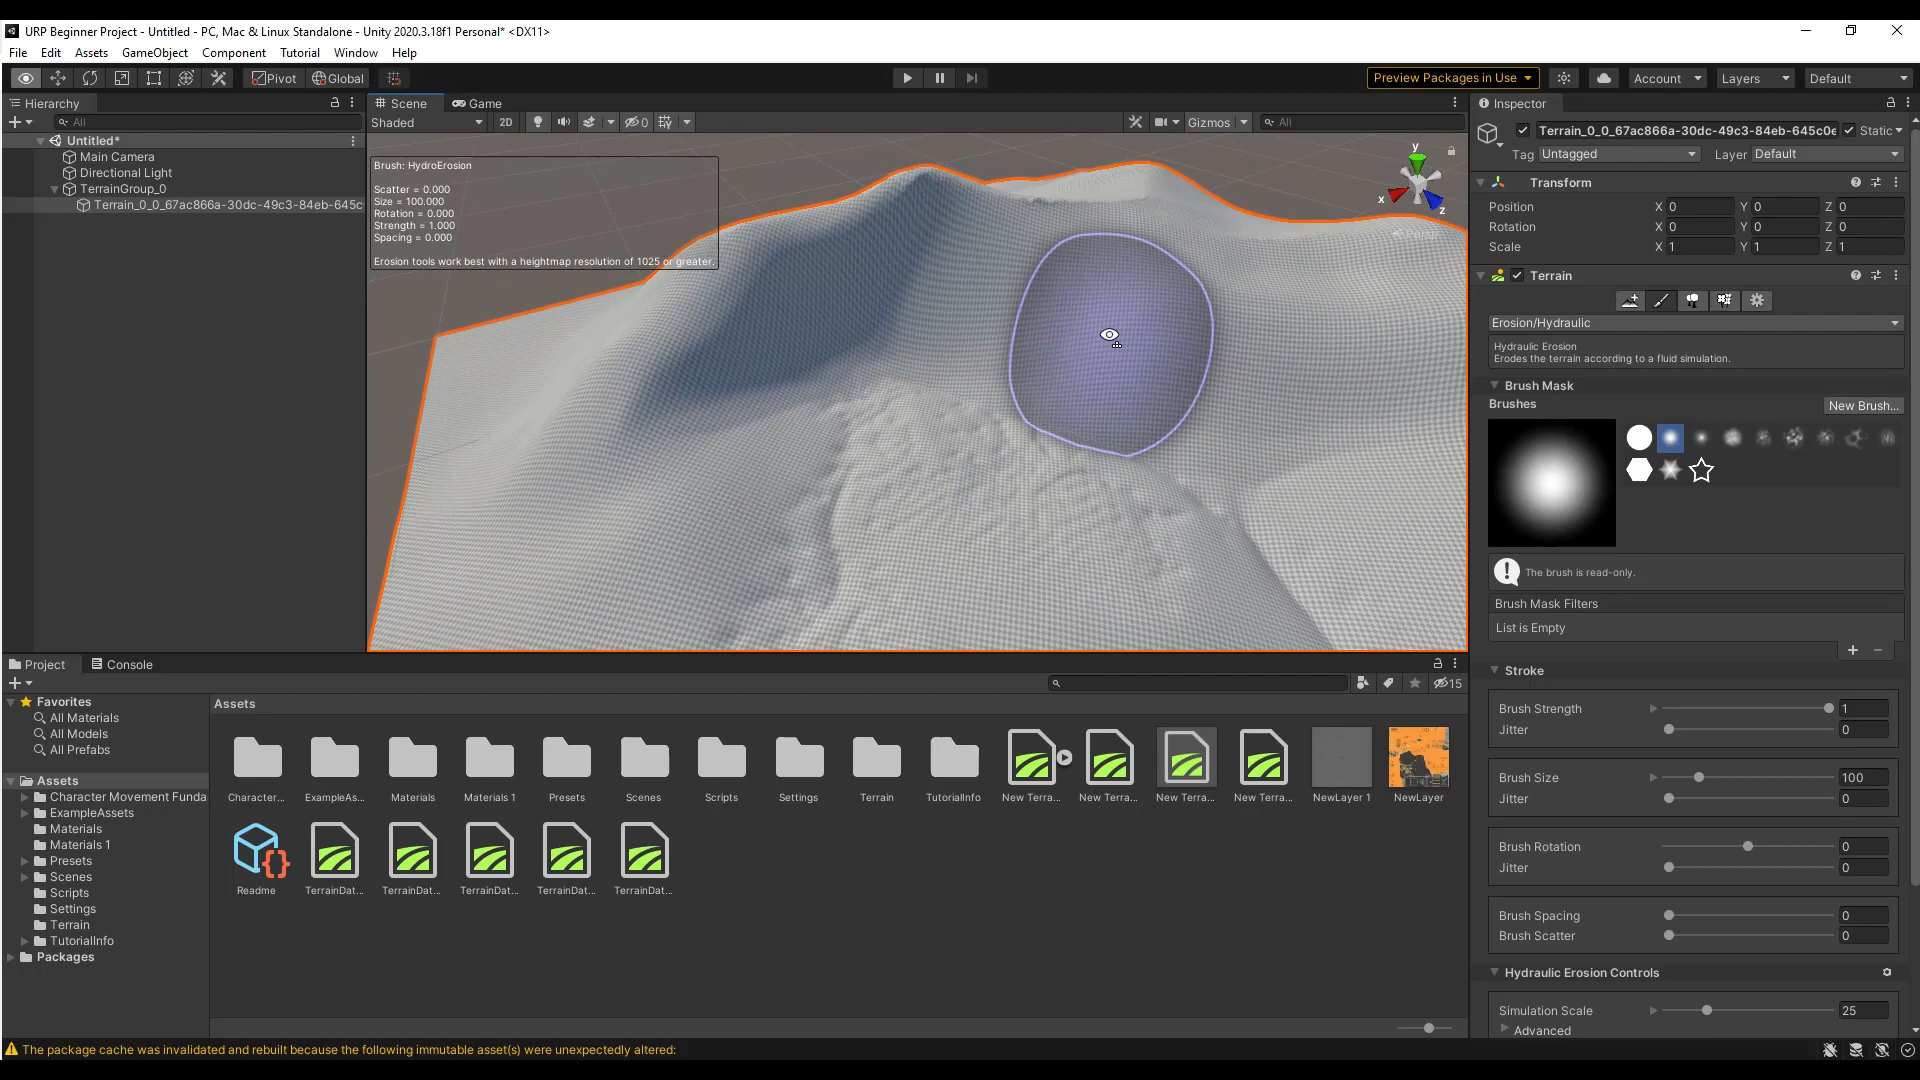 URP Beginner Project - Untitled - PC, Mac & Linux Standalone - Unity 2020.3.18f1 Personal* <DX11>
File Edit Assets GameObject Component Tutorial Window Help
Pivot Global Preview Packages in Use Account Layers Default
Hierarchy
All
Untitled*
Main Camera
Directional Light
TerrainGroup_0
Terrain_0_0_67ac866a-30dc-49c3-84eb-645c
Scene Game
Shaded 2D 0 Gizmos All
Brush: HydroErosion
Scatter = 0.000
Size = 100.000
Rotation = 0.000
Strength = 1.000
Spacing = 0.000
Erosion tools work best with a heightmap resolution of 1025 or greater.
y
x
z
Persp
Inspector
Terrain_0_0_67ac866a-30dc-49c3-84eb-645c0e Static
Tag Untagged Layer Default
Transform
Position X 0 Y 0 Z 0
Rotation X 0 Y 0 Z 0
Scale X 1 Y 1 Z 1
Terrain
Erosion/Hydraulic
Hydraulic Erosion
Erodes the terrain according to a fluid simulation.
Brush Mask
Brushes
New Brush...
The brush is read-only.
Brush Mask Filters
List is Empty
Stroke
Brush Strength 1
Jitter 0
Brush Size 100
Jitter 0
Brush Rotation 0
Jitter 0
Brush Spacing 0
Brush Scatter 0
Hydraulic Erosion Controls
Simulation Scale 25
Advanced
Project Console
15
Favorites
All Materials
All Models
All Prefabs
Assets
Character Movement Funda
ExampleAssets
Materials
Materials 1
Presets
Scenes
Scripts
Settings
Terrain
TutorialInfo
Packages
Assets
Character... ExampleAs... Materials Materials 1 Presets Scenes Scripts Settings Terrain TutorialInfo New Terra... New Terra... New Terra... New Terra... NewLayer 1 NewLayer
Readme TerrainDat... TerrainDat... TerrainDat... TerrainDat... TerrainDat...
The package cache was invalidated and rebuilt because the following immutable asset(s) were unexpectedly altered: